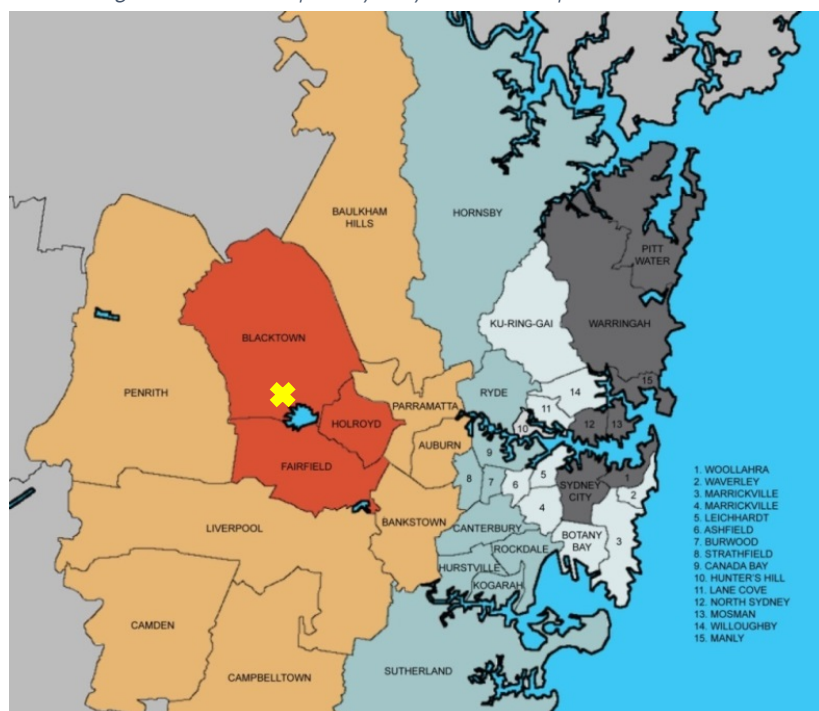 BAULKHAM
HILLS
HORNSBY
PITT
WATER
KU-RING-GAI
WARRINGAH
BLACKTOWN
PENRITH
15
RYDE
14
PARRAMATTA
11
HOLROYD
10
12
13
AUBURN
9
FAIRFIELD
5
1
SYDNEY
CITY
8
7
6
2
BANKSTOWN
4
LIVERPOOL
CANTERBURY
BOTANY
BAY
3
ROCKDALE
HURSTVILLE
KOGARAH
CAMDEN
CAMPBELLTOWN
SUTHERLAND
1. WOOLLAHRA
2. WAVERLEY
3. MARRICKVILLE
4. MARRICKVILLE
5. LEICHHARDT
6. ASHFIELD
7. BURWOOD
8. STRATHFIELD
9. CANADA BAY
10. HUNTER'S HILL
11. LANE COVE
12. NORTH SYDNEY
13. MOSMAN
14. WILLOUGHBY
15. MANLY